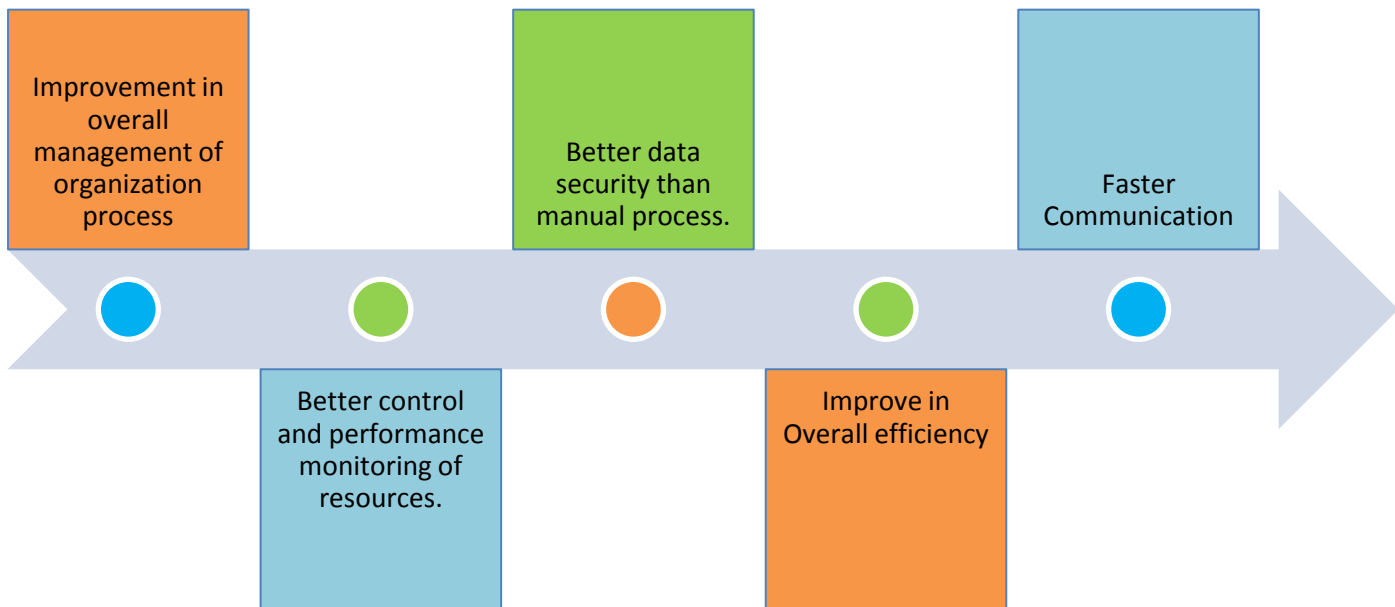 Improvement in
overall
management of
organization
process
Better control
and performance
monitoring of
resources.
Better data
security than
manual process.
Improve in
Overall efficiency
Faster
Communication